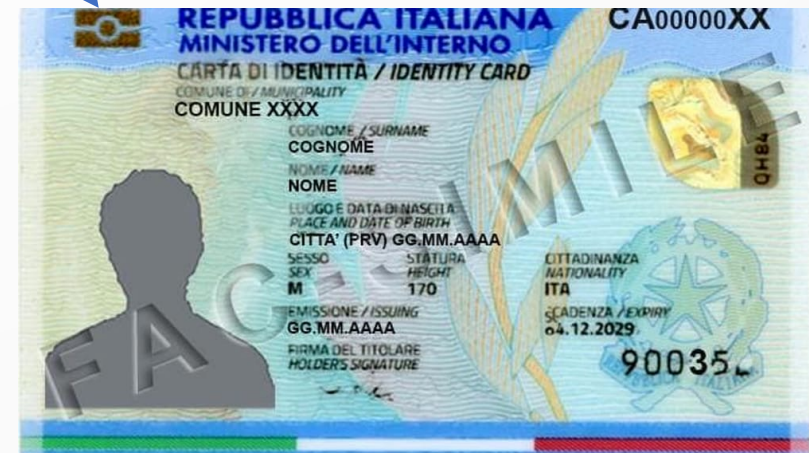 REPUBBLICA ITALIANA
MINISTERO DELL'INTERNO
CA00000XX
CARTA DI IDENTITÀ / IDENTITY CARD
COMUNE DI / MUNICIPALITY
COMUNE XXXX
COGNOME / SURNAME
COGNOME
NOME / NAME
NOME
LUOGO E DATA DI NASCITA
PLACE AND DATE OF BIRTH
CITTA' (PRV) GG.MM.AAAA
SESSO STATURA CITTADINANZA
SEX HEIGHT NATIONALITY
M 170 ITA
EMISSIONE / ISSUING SCADENZA / EXPIRY
GG.MM.AAAA 04.12.2029
FIRMA DEL TITOLARE
HOLDER'S SIGNATURE
90035
FAC-SIMILE
QH84